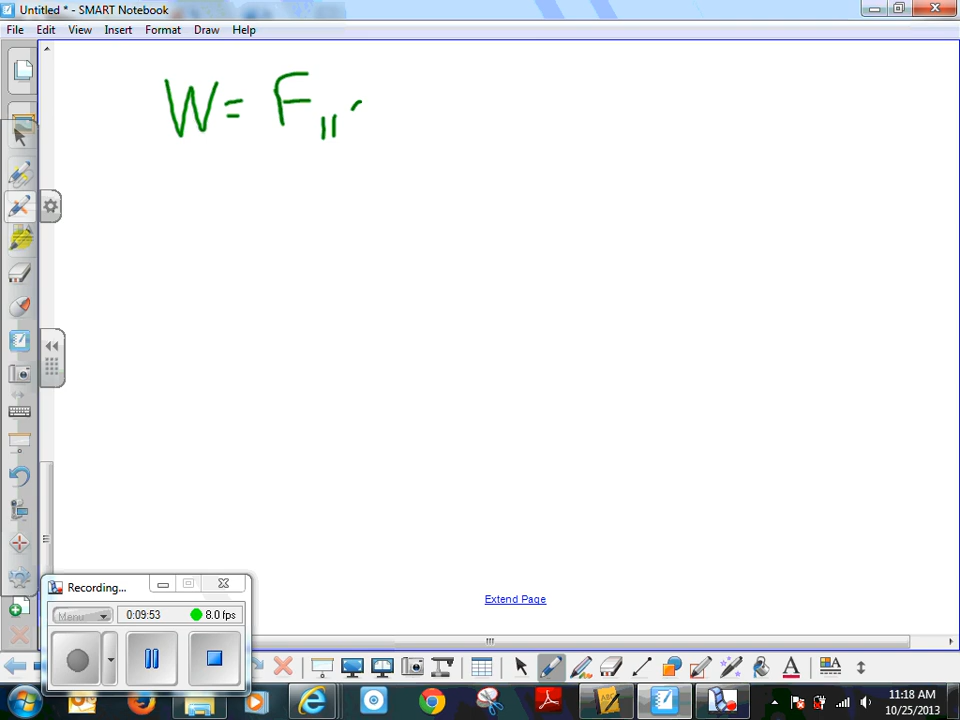 Untitled * - SMART Notebook
File Edit View Insert Format Draw Help
W= F||
Extend Page
Recording...
Menu 0:09:53 8.0 fps
11:18 AM
10/25/2013